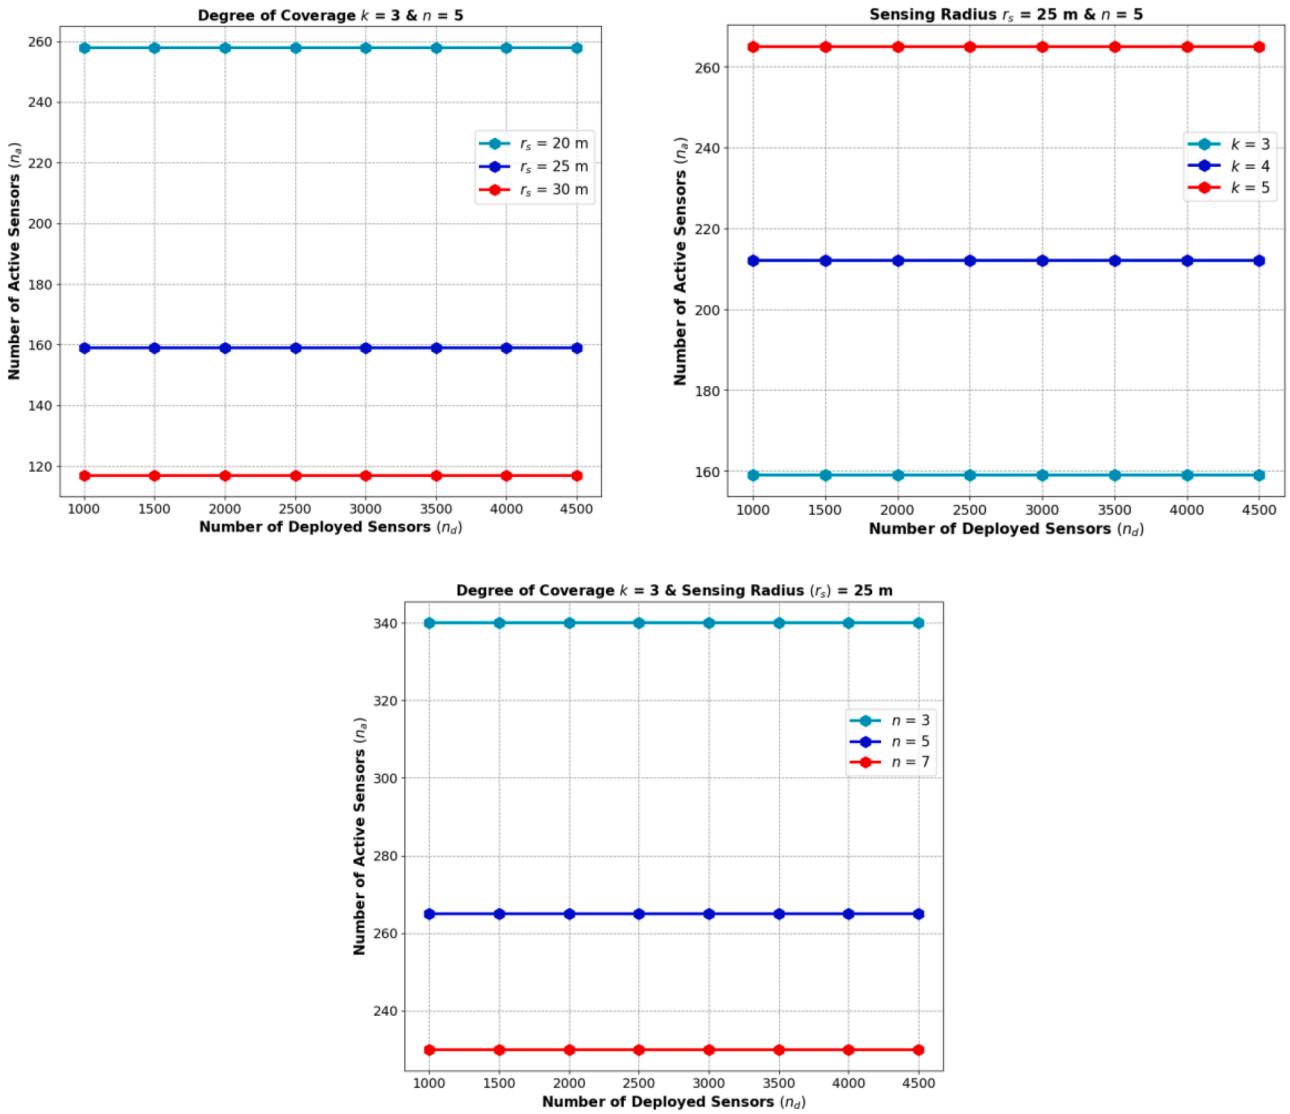 Degree of Coverage k = 3 & n = 5
260
240
220
200
180
160
140
120
Number of Active Sensors (nₐ)
rₛ = 20 m
rₛ = 25 m
rₛ = 30 m
1000 1500 2000 2500 3000 3500 4000 4500
Number of Deployed Sensors (n_d)
Sensing Radius rₛ = 25 m & n = 5
260
240
220
200
180
160
Number of Active Sensors (nₐ)
k = 3
k = 4
k = 5
1000 1500 2000 2500 3000 3500 4000 4500
Number of Deployed Sensors (n_d)
Degree of Coverage k = 3 & Sensing Radius (rₛ) = 25 m
340
320
300
280
260
240
Number of Active Sensors (nₐ)
n = 3
n = 5
n = 7
1000 1500 2000 2500 3000 3500 4000 4500
Number of Deployed Sensors (n_d)